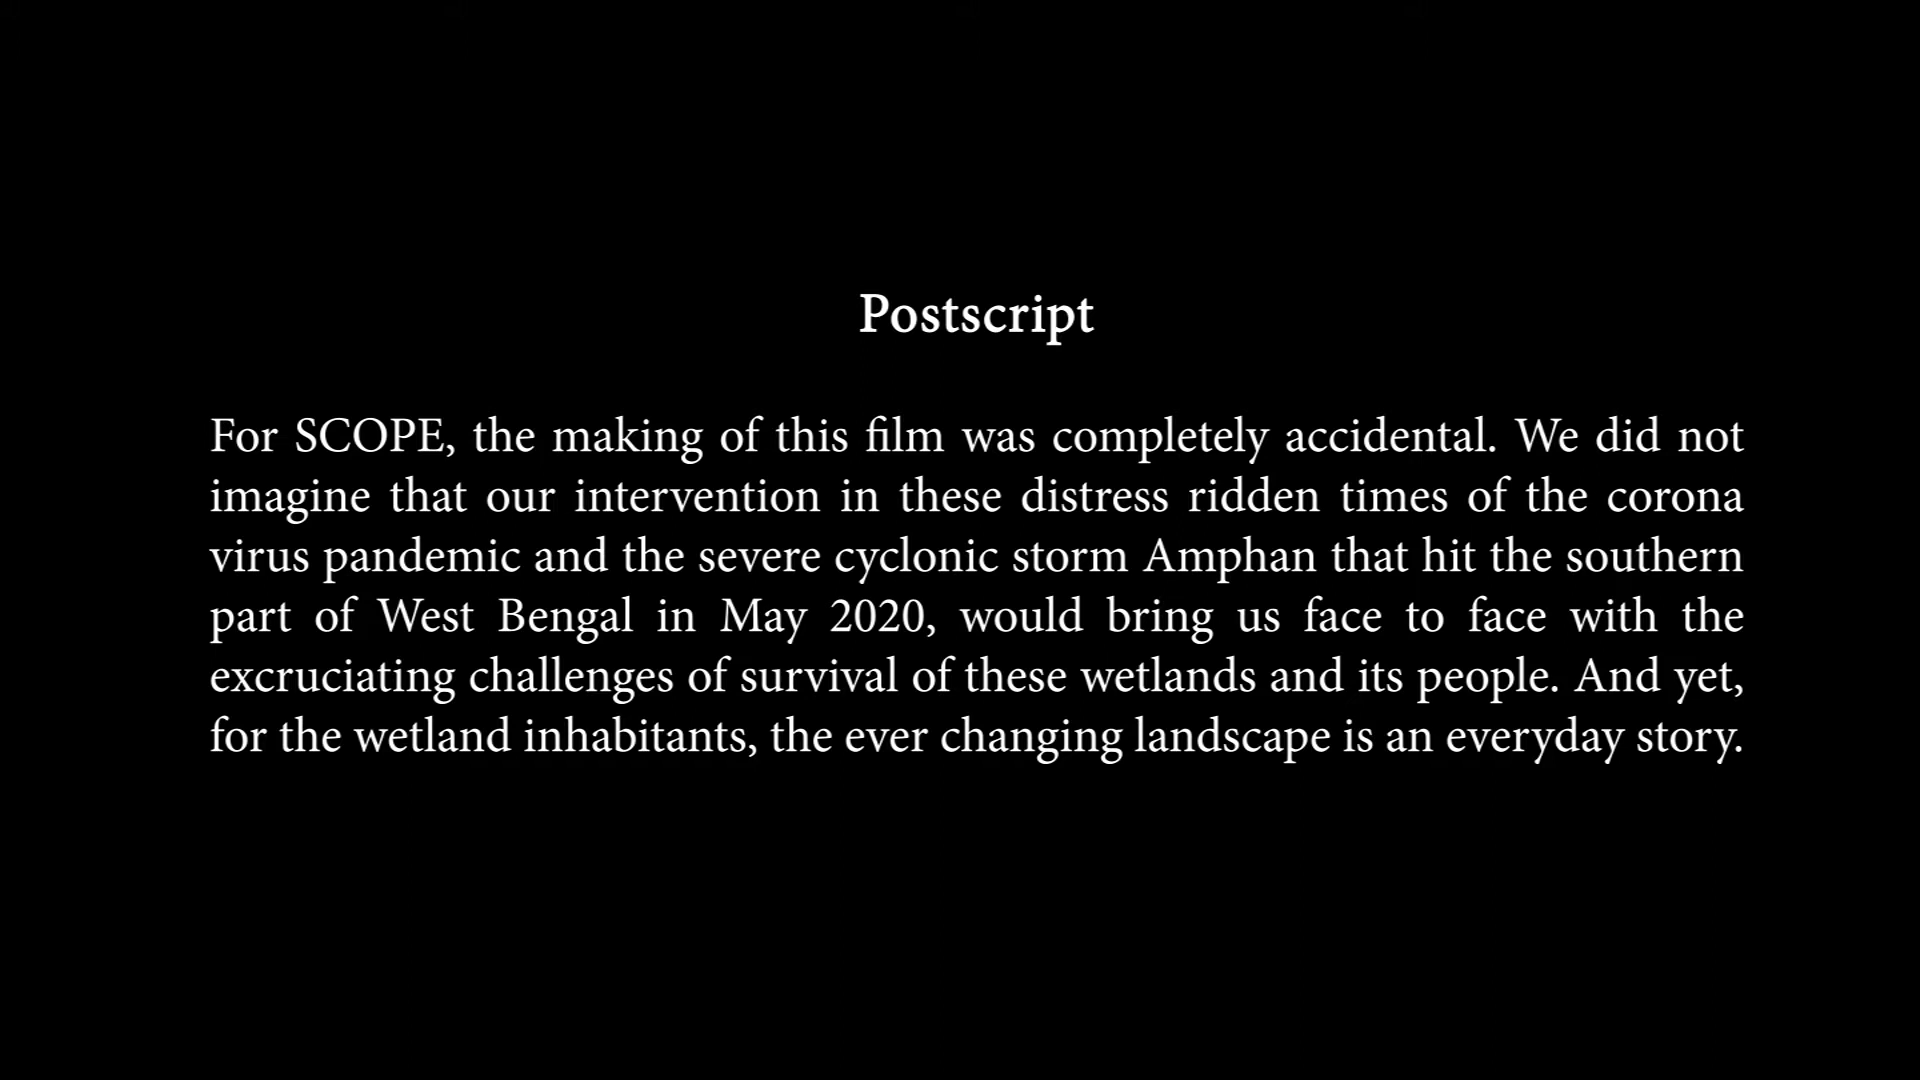 Postscript
For SCOPE, the making of this film was completely accidental. We did not
imagine that our intervention in these distress ridden times of the corona
virus pandemic and the severe cyclonic storm Amphan that hit the southern
part of West Bengal in May 2020, would bring us face to face with the
excruciating challenges of survival of these wetlands and its people. And yet,
for the wetland inhabitants, the ever changing landscape is an everyday story.